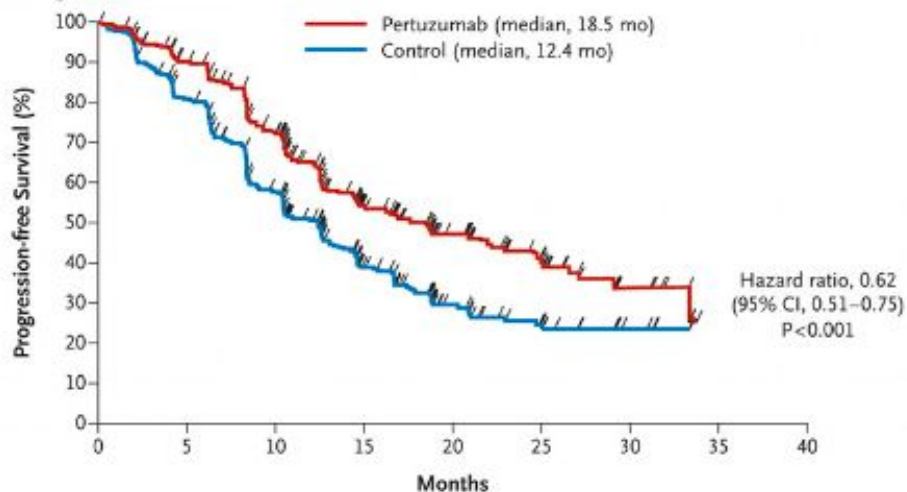 Pertuzumab (median, 18.5 mo)
Control (median, 12.4 mo)
Progression-free Survival (%)
100
90
80
70
60
50
40
30
20
10
0
Hazard ratio, 0.62
(95% CI, 0.51–0.75)
P<0.001
0 5 10 15 20 25 30 35 40
Months